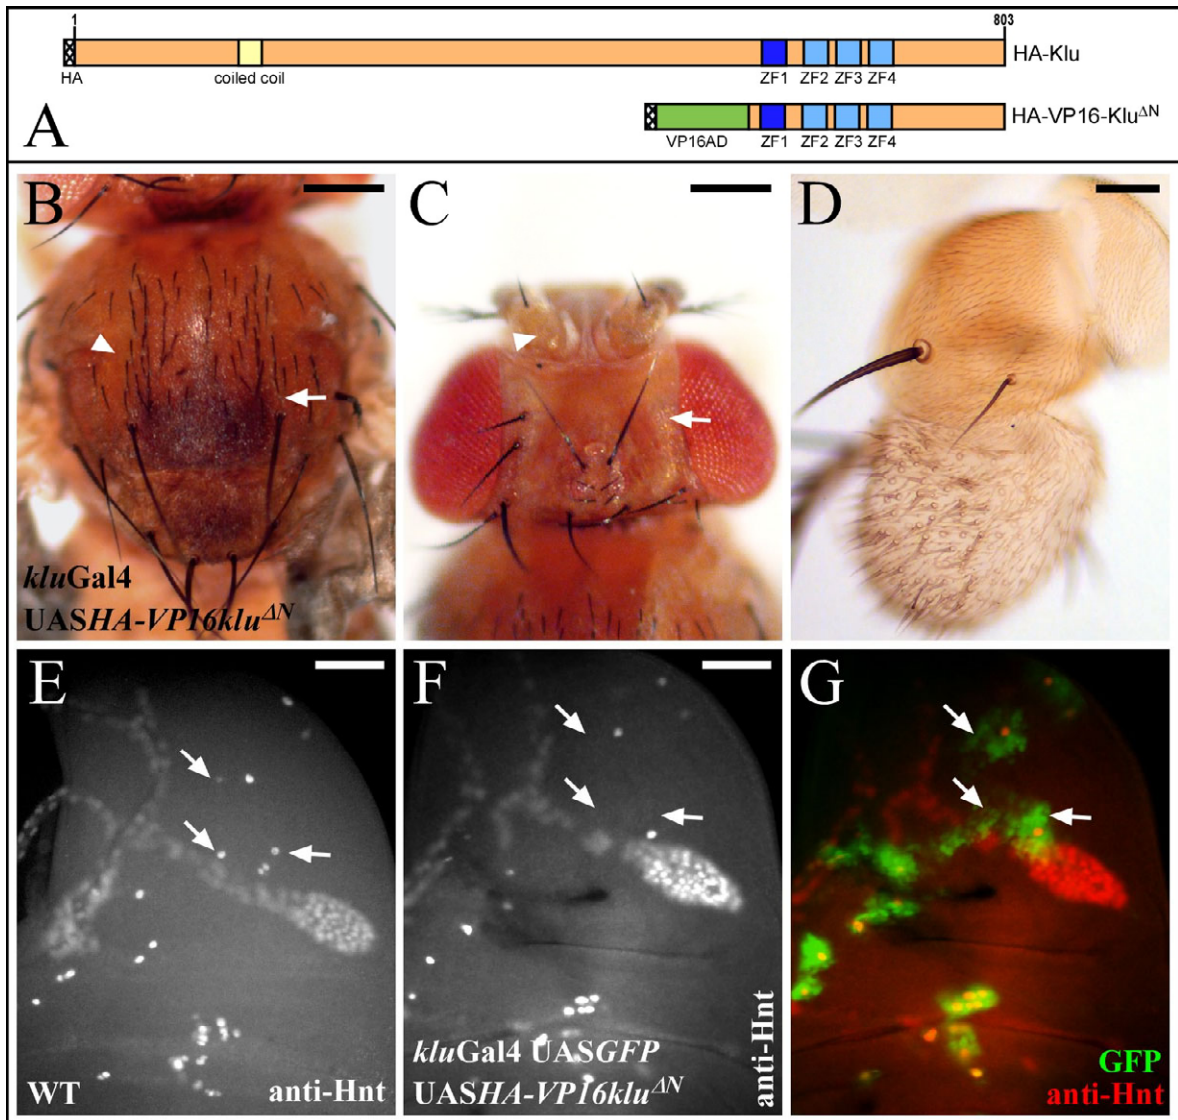 1 803
HA-Klu
HA coiled coil ZF1 ZF2 ZF3 ZF4
HA-VP16-Klu^ΔN
A
VP16AD ZF1 ZF2 ZF3 ZF4
B C D
kluGal4
UASHA-VP16klu^ΔN
E F G
WT anti-Hnt
kluGal4 UASGFP
UASHA-VP16klu^ΔN
anti-Hnt
GFP
anti-Hnt